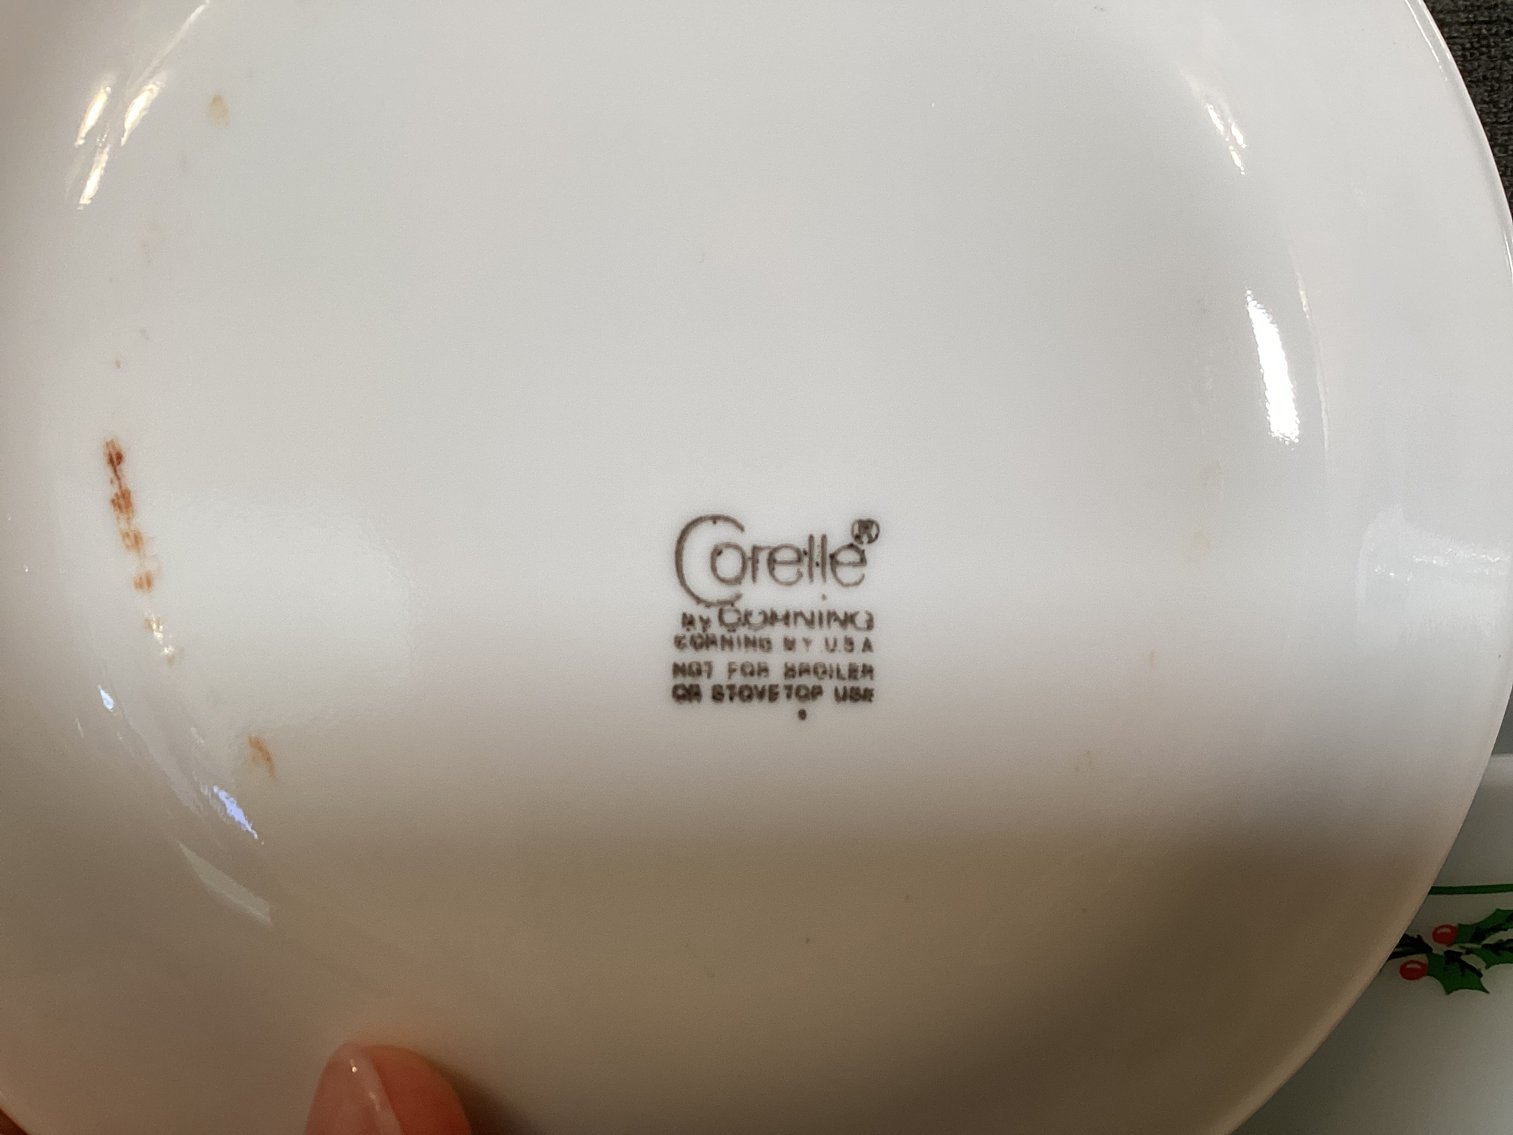 Corelle®
BY CORNING
CORNING NY U.S.A
NOT FOR BROILER
OR STOVETOP USE